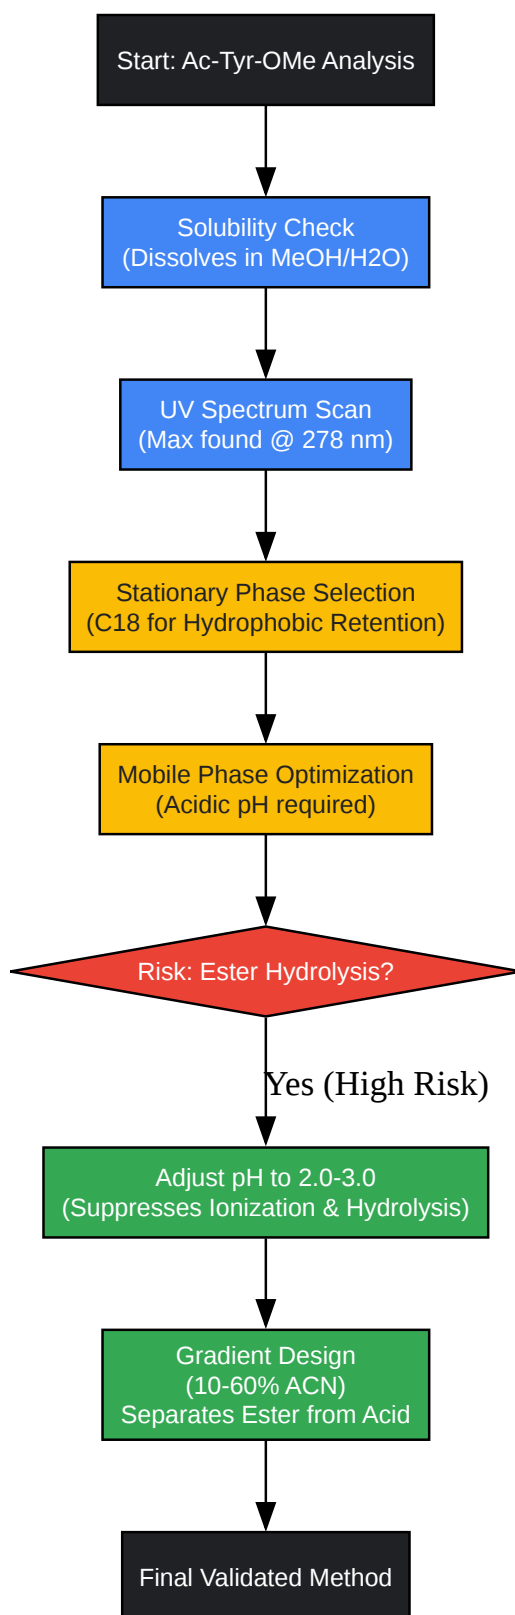 Start: Ac-Tyr-OMe Analysis
Solubility Check
(Dissolves in MeOH/H2O)
UV Spectrum Scan
(Max found @ 278 nm)
Stationary Phase Selection
(C18 for Hydrophobic Retention)
Mobile Phase Optimization
(Acidic pH required)
Risk: Ester Hydrolysis?
Yes (High Risk)
Adjust pH to 2.0-3.0
(Suppresses Ionization & Hydrolysis)
Gradient Design
(10-60% ACN)
Separates Ester from Acid
Final Validated Method